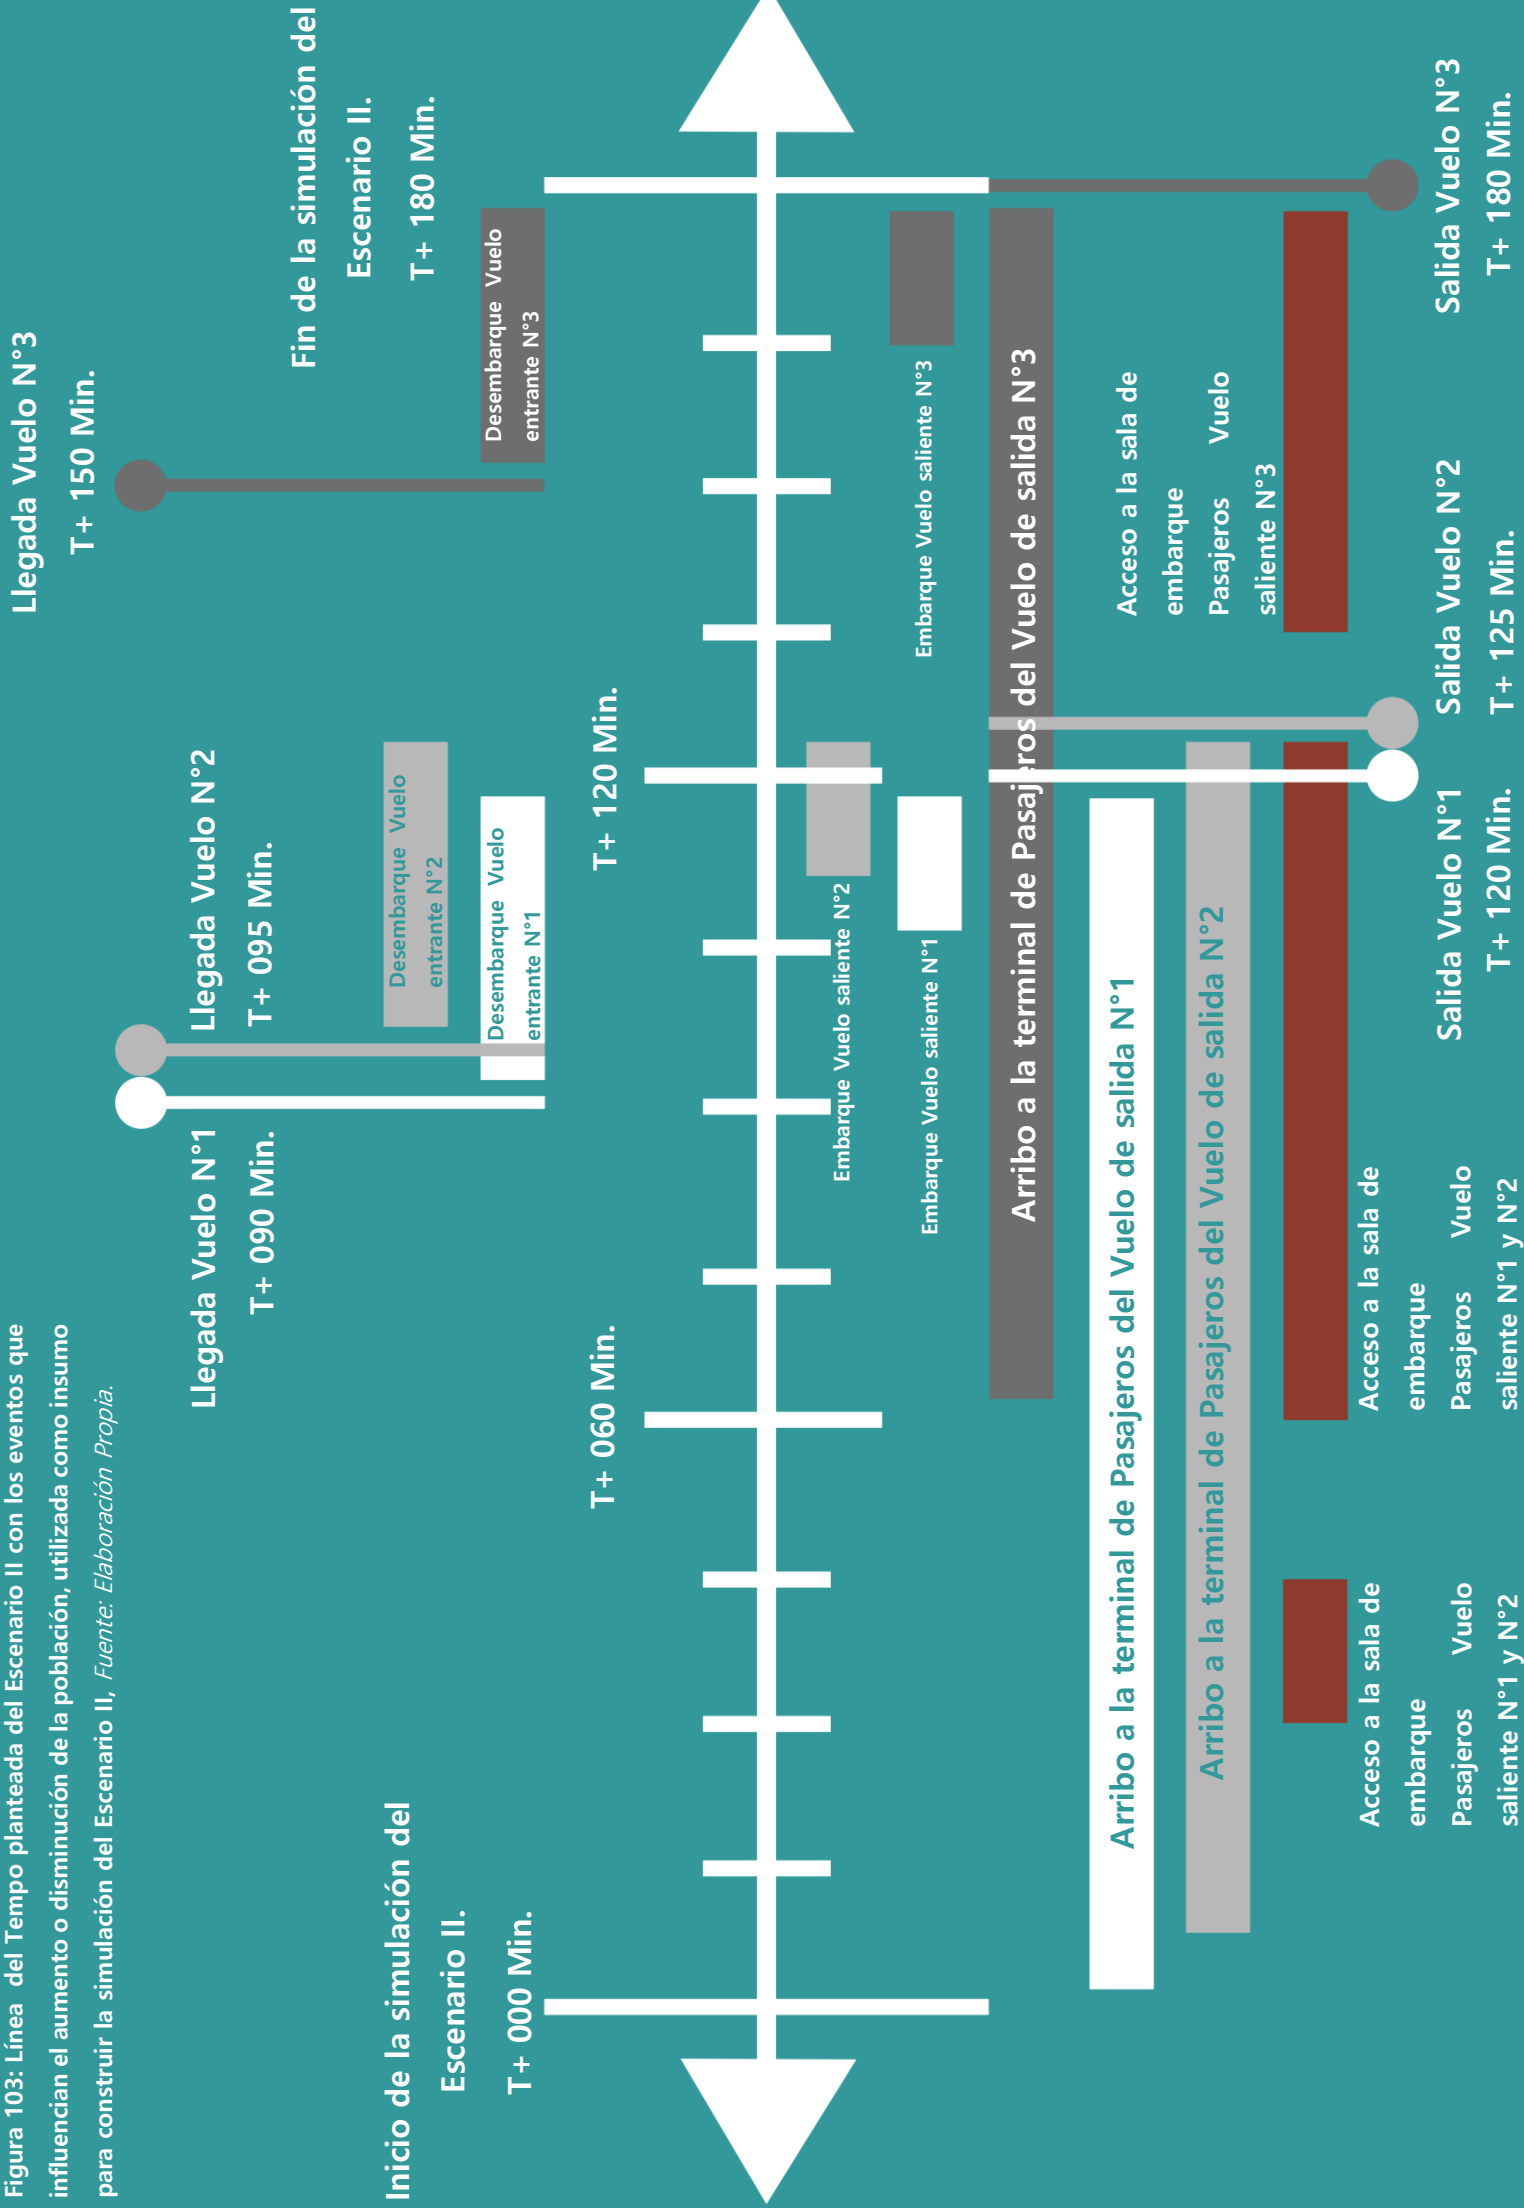 Figura 103: Línea del Tempo planteada del Escenario II con los eventos que
influencian el aumento o disminución de la población, utilizada como insumo
para construir la simulación del Escenario II, Fuente: Elaboración Propia.
Llegada Vuelo N°1
T+ 090 Min.
Llegada Vuelo N°2
T+ 095 Min.
Llegada Vuelo N°3
T+ 150 Min.
Inicio de la simulación del
Escenario II.
T+ 000 Min.
Fin de la simulación del
Escenario II.
T+ 180 Min.
Desembarque Vuelo
entrante N°2
Desembarque Vuelo
entrante N°1
Desembarque Vuelo
entrante N°3
T+ 060 Min.
T+ 120 Min.
Embarque Vuelo saliente N°2
Embarque Vuelo saliente N°1
Embarque Vuelo saliente N°3
Arribo a la terminal de Pasajeros del Vuelo de salida N°3
Arribo a la terminal de Pasajeros del Vuelo de salida N°1
Arribo a la terminal de Pasajeros del Vuelo de salida N°2
Acceso a la sala de
embarque
Pasajeros Vuelo
saliente N°3
Acceso a la sala de
embarque
Pasajeros Vuelo
saliente N°1 y N°2
Acceso a la sala de
embarque
Pasajeros Vuelo
saliente N°1 y N°2
Salida Vuelo N°1
T+ 120 Min.
Salida Vuelo N°2
T+ 125 Min.
Salida Vuelo N°3
T+ 180 Min.